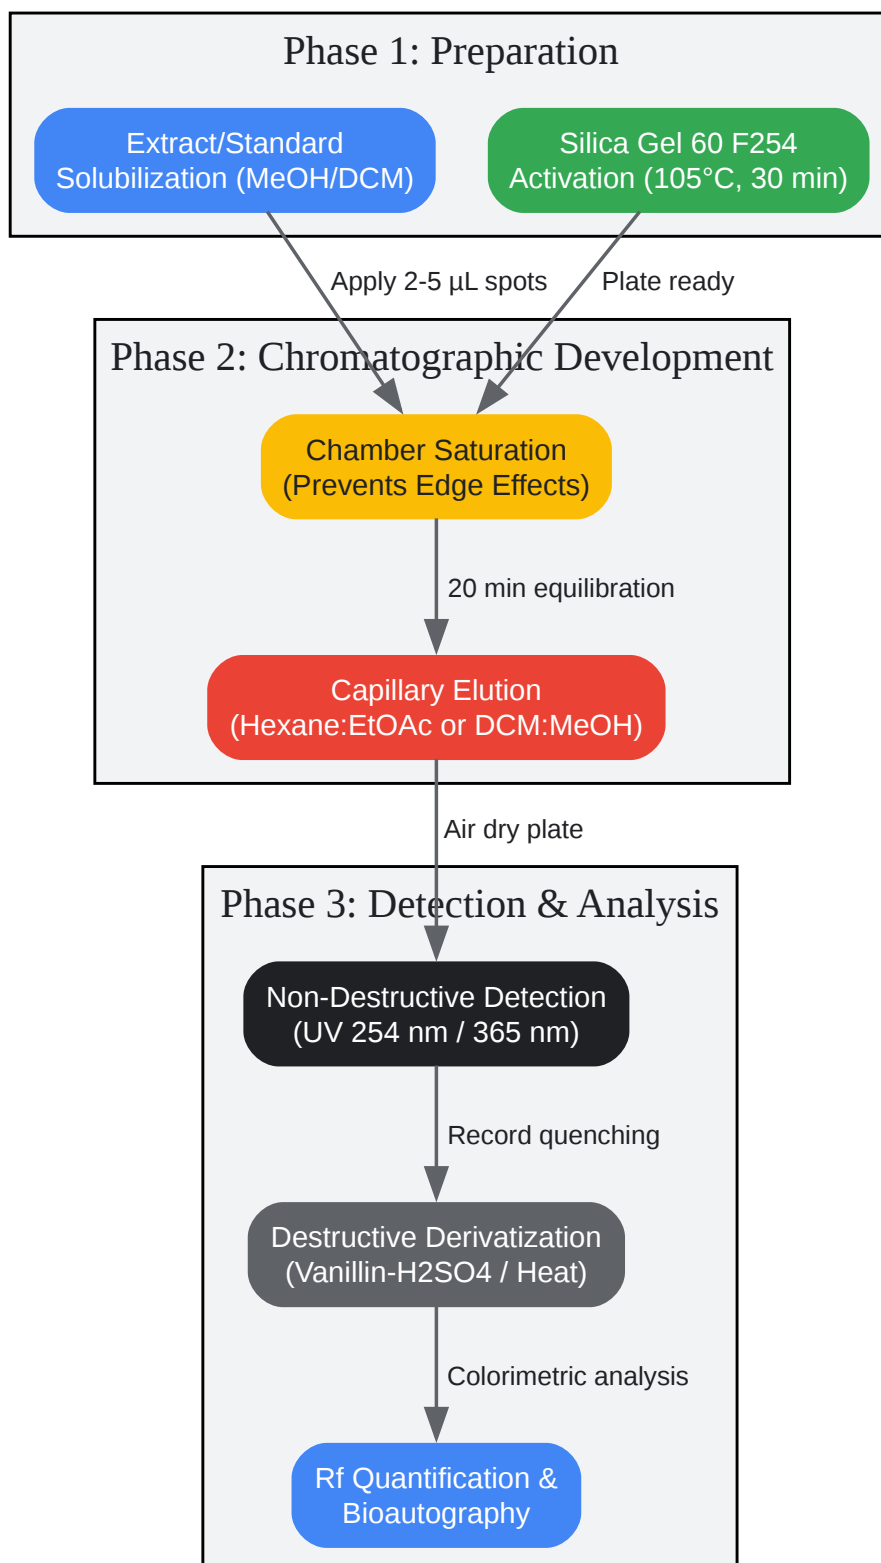 Phase 1: Preparation
Extract/Standard
Solubilization (MeOH/DCM)
Silica Gel 60 F254
Activation (105°C, 30 min)
Apply 2-5 µL spots
Plate ready
Phase 2: Chromatographic Development
Chamber Saturation
(Prevents Edge Effects)
20 min equilibration
Capillary Elution
(Hexane:EtOAc or DCM:MeOH)
Air dry plate
Phase 3: Detection & Analysis
Non-Destructive Detection
(UV 254 nm / 365 nm)
Record quenching
Destructive Derivatization
(Vanillin-H2SO4 / Heat)
Colorimetric analysis
Rf Quantification &
Bioautography